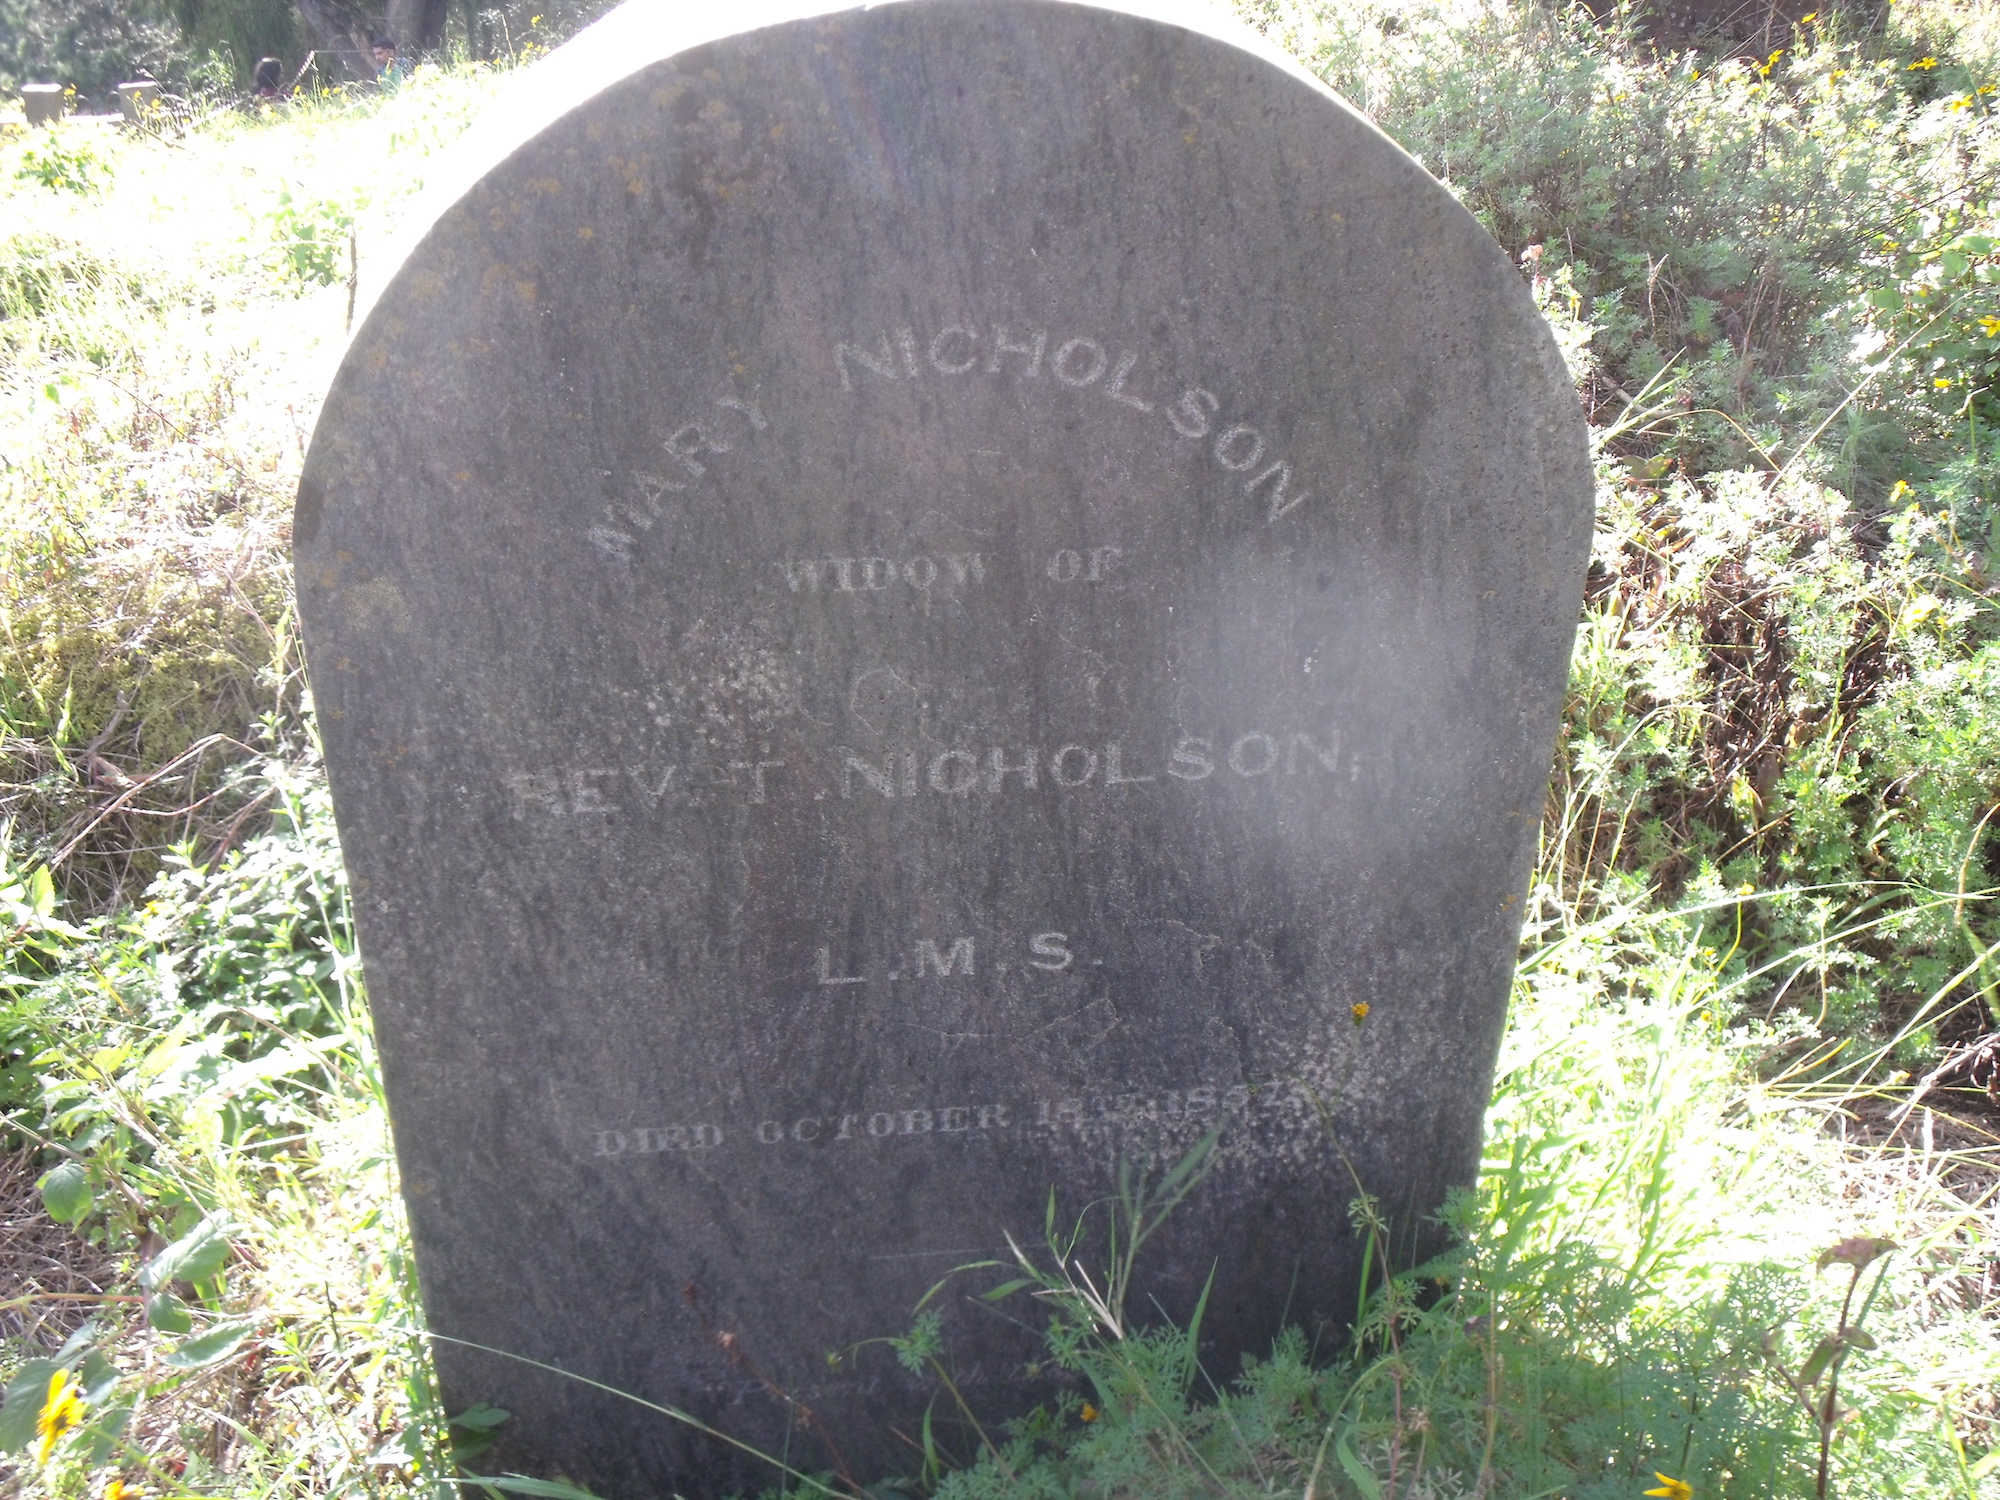 MARY NICHOLSON
WIDOW OF
REV. T. NICHOLSON,
L.M.S.
DIED OCTOBER